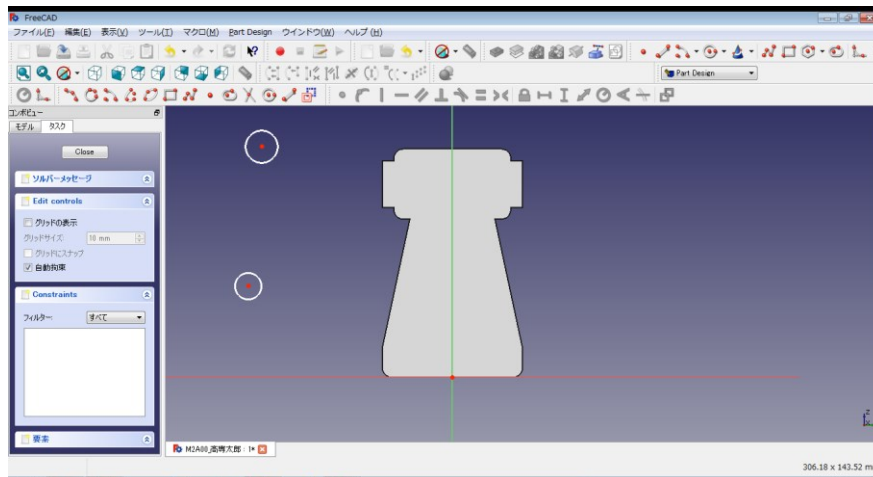 FreeCAD
ファイル(F) 編集(E) 表示(V) ツール(T) マクロ(M) Part Design ウインドウ(W) ヘルプ(H)
Part Design
コンボビュー
モデル タスク
Close
ソルバーメッセージ
Edit controls
グリッドの表示
グリッドサイズ: 10 mm
グリッドにスナップ
自動拘束
Constraints
フィルター: すべて
要素
M2A00_高専太郎 : 1*
306.18 x 143.52 m